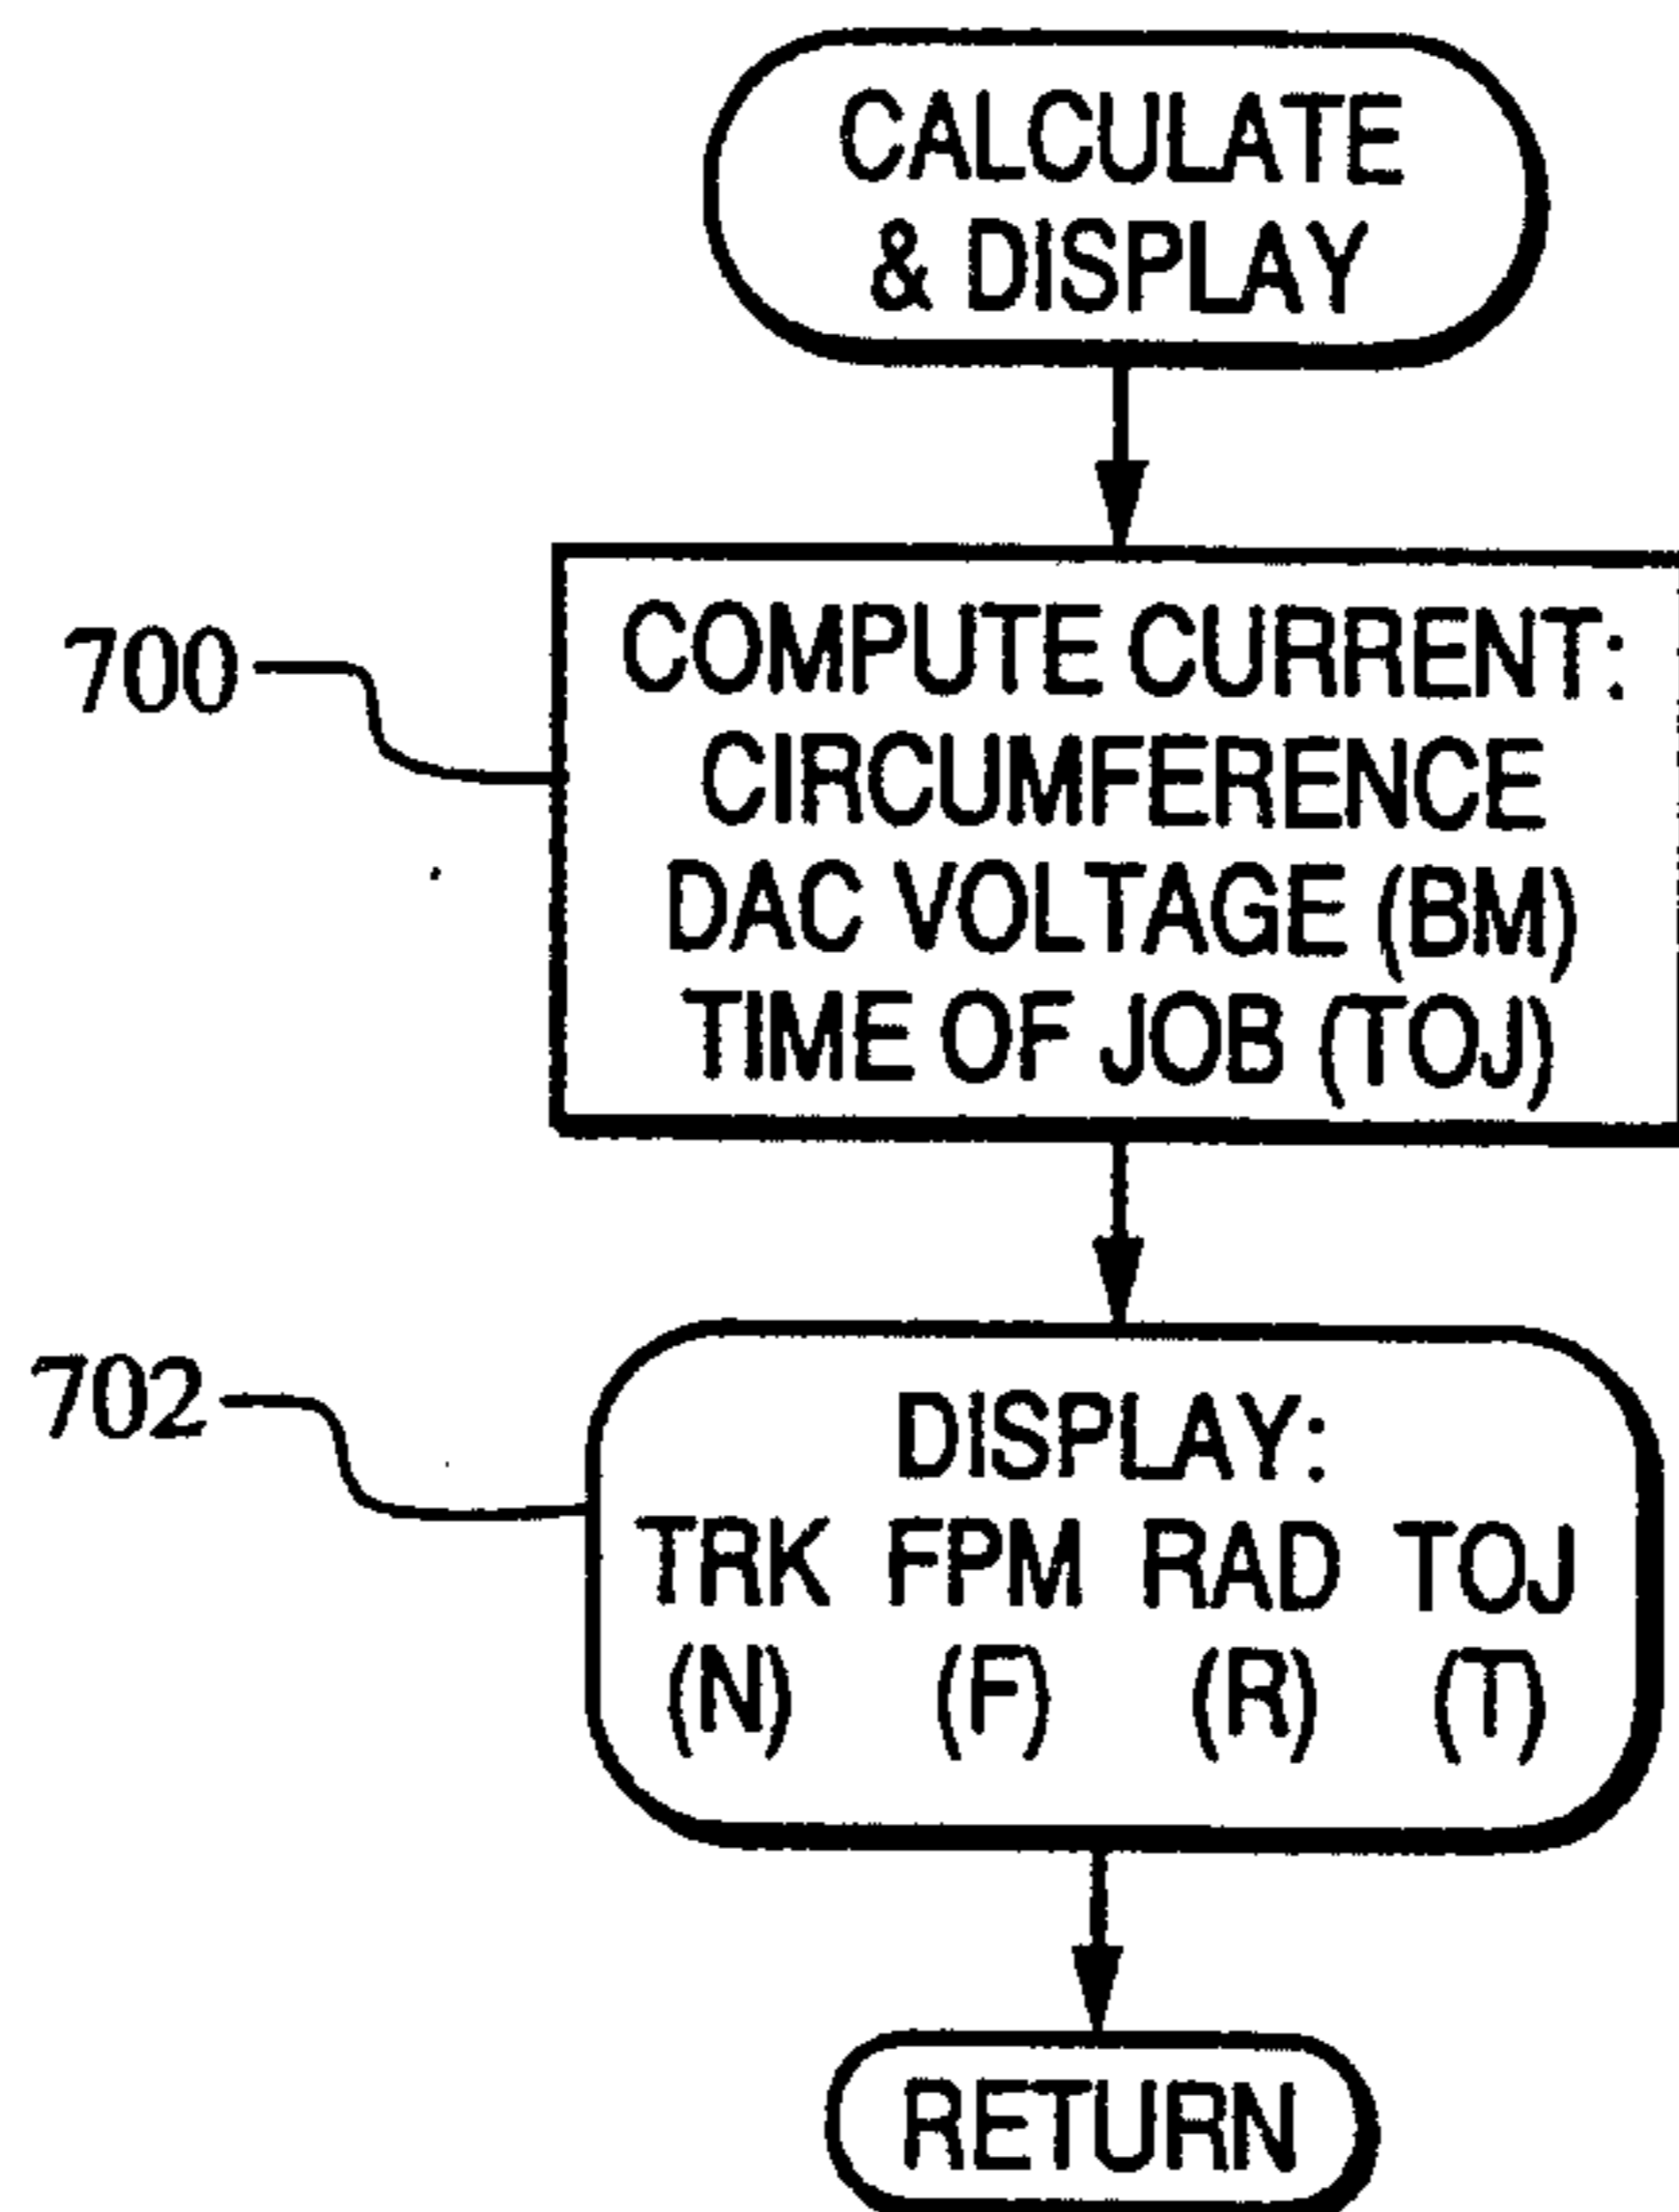 CALCULATE
& DISPLAY
700
COMPUTE CURRENT:
CIRCUMFERENCE
DAC VOLTAGE (BM)
TIME OF JOB (TOJ)
702
DISPLAY:
TRK FPM RAD TOJ
(N) (F) (R) (T)
RETURN